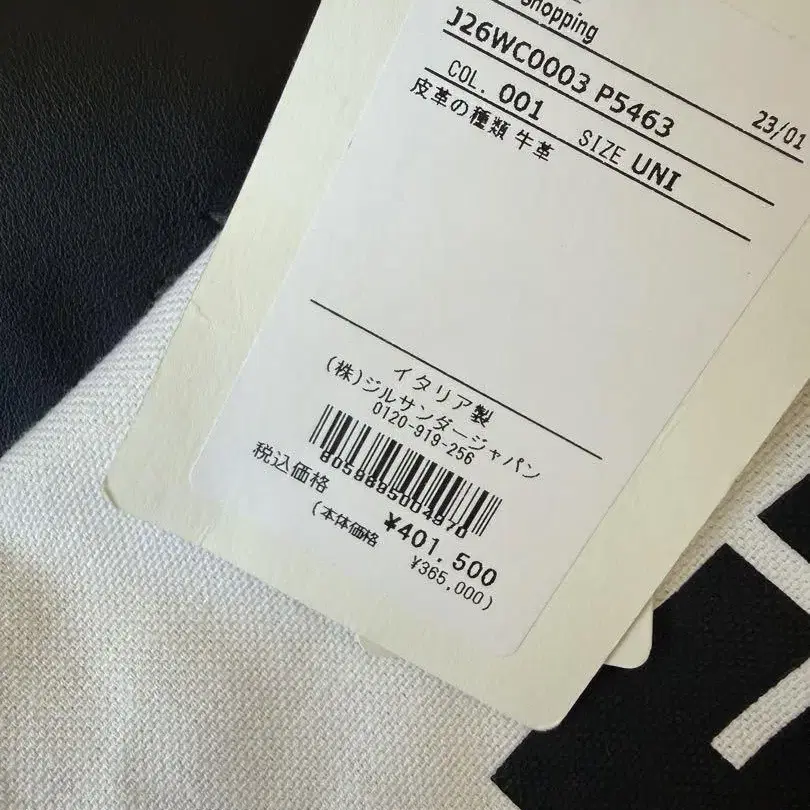 Shopping
J26WC0003 P5463 23/01
COL. 001 SIZE UNI
皮革の種類 牛革
イタリア製
(株)ジルサンダージャパン
0120-919-256
税込価格 ¥401.500
(本体価格 ¥365,000)